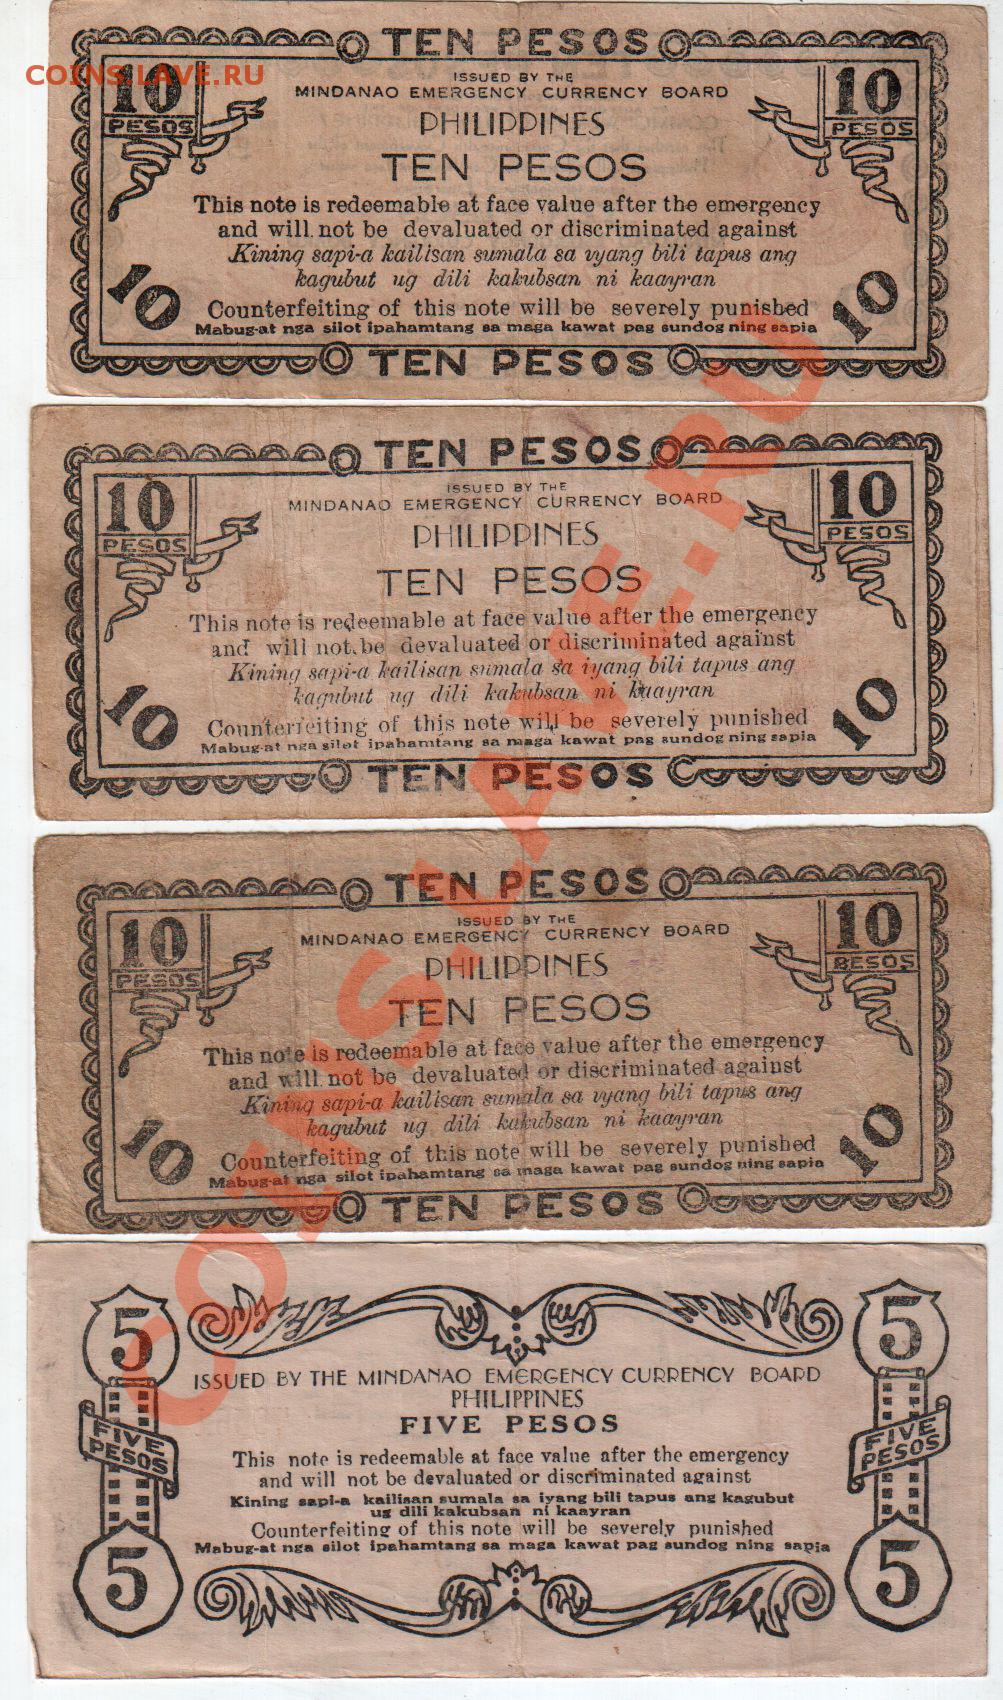 COINS.LAVE.RU
TEN PESOS
10 PESOS
10 PESOS
ISSUED BY THE
MINDANAO EMERGENCY CURRENCY BOARD
PHILIPPINES
TEN PESOS
This note is redeemable at face value after the emergency
and will not be devaluated or discriminated against
Kining sapi-a kailisan sumala sa vyang bili tapus ang
kagubut ug dili kakubsan ni kaayran
10
10
Counterfeiting of this note will be severely punished
Mabug-at nga silot ipahamtang sa maga kawat pag sundog ning sapia
TEN PESOS
TEN PESOS
10 PESOS
10 PESOS
ISSUED BY THE
MINDANAO EMERGENCY CURRENCY BOARD
PHILIPPINES
TEN PESOS
This note is redeemable at face value after the emergency
and will not be devaluated or discriminated against
Kining sapi-a kailisan sumala sa iyang bili tapus ang
kagubut ug dili kakubsan ni kaayran
10
10
Counterfeiting of this note will be severely punished
Mabug-at nga silot ipahamtang sa maga kawat pag sundog ning sapia
TEN PESOS
TEN PESOS
10 PESOS
10 PESOS
ISSUED BY THE
MINDANAO EMERGENCY CURRENCY BOARD
PHILIPPINES
TEN PESOS
This note is redeemable at face value after the emergency
and will not be devaluated or discriminated against
Kining sapi-a kailisan sumala sa vyang bili tapus ang
kagubut ug dili kakubsan ni kaayran
10
10
Counterfeiting of this note will be severely punished
Mabug-at nga silot ipahamtang sa maga kawat pag sundog ning sapia
TEN PESOS
5
5
ISSUED BY THE MINDANAO EMERGENCY CURRENCY BOARD
PHILIPPINES
FIVE PESOS
FIVE PESOS
FIVE PESOS
This note is redeemable at face value after the emergency
and will not be devaluated or discriminated against
Kining sapi-a kailisan sumala sa iyang bili tapus ang kagubut
ug dili kakubsan ni kaayran
Counterfeiting of this note will be severely punished
Mabug-at nga silot ipahamtang sa maga kawat pag sundog ning sapia
5
5
COINS.LAVE.RU